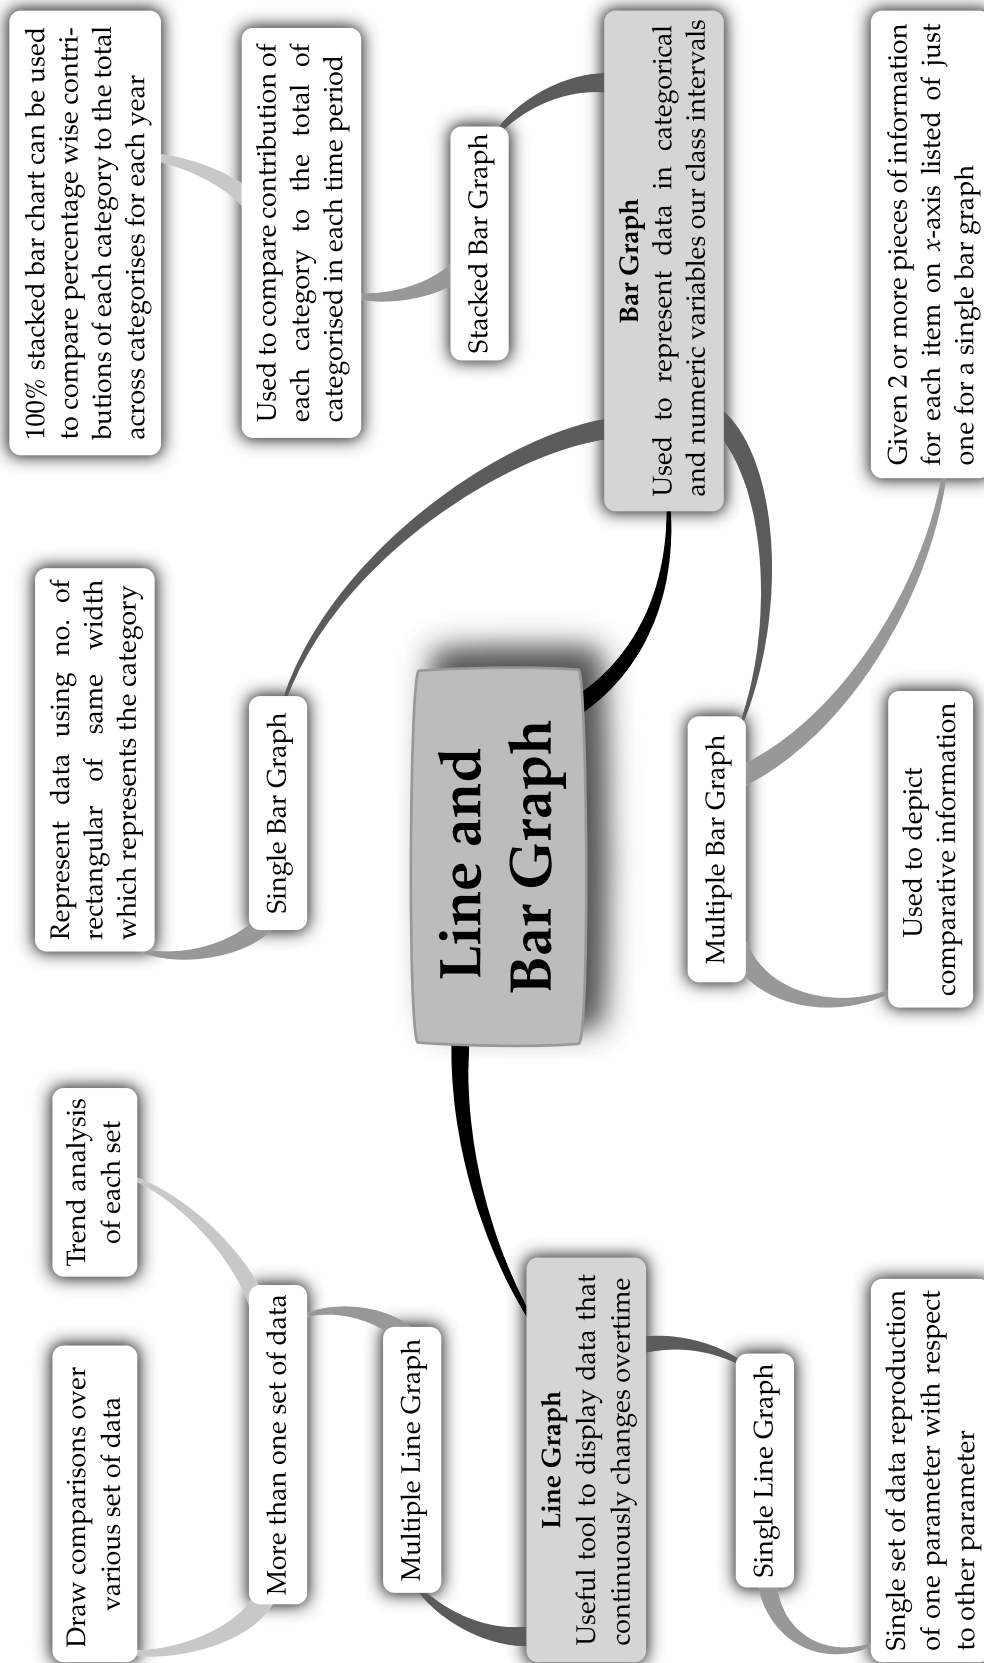 Line and
Bar Graph
Line Graph
Useful tool to display data that
continuously changes overtime
Multiple Line Graph
More than one set of data
Draw comparisons over
various set of data
Trend analysis
of each set
Single Line Graph
Single set of data reproduction
of one parameter with respect
to other parameter
Bar Graph
Used to represent data in categorical
and numeric variables our class intervals
Single Bar Graph
Represent data using no. of
rectangular of same width
which represents the category
Stacked Bar Graph
Used to compare contribution of
each category to the total of
categorised in each time period
100% stacked bar chart can be used
to compare percentage wise contri-
butions of each category to the total
across categorises for each year
Multiple Bar Graph
Used to depict
comparative information
Given 2 or more pieces of information
for each item on x-axis listed of just
one for a single bar graph